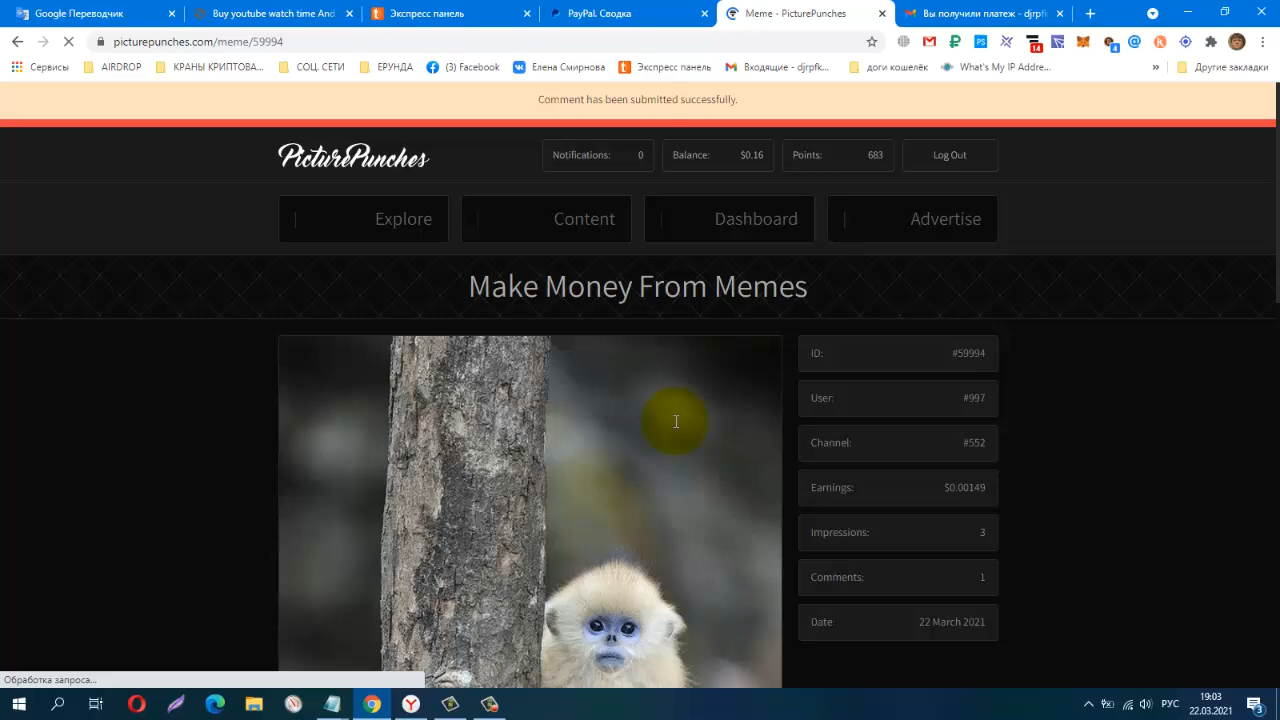 Google Переводчик
Buy youtube watch time And
Экспресс панель
PayPal. Сводка
Meme - PicturePunches
Вы получили платеж - djrpfk
picturepunches.com/meme/59994
14
4
Сервисы
AIRDROP
КРАНЫ КРИПТОВА...
СОЦ. СЕТИ
ЕРУНДА
(3) Facebook
Елена Смирнова
Экспресс панель
Входящие - djrpfk...
доги кошелёк
What's My IP Addre...
»
Другие закладки
Comment has been submitted successfully.
PicturePunches
Notifications: 0
Balance: $0.16
Points: 683
Log Out
Explore
Content
Dashboard
Advertise
Make Money From Memes
ID: #59994
User: #997
Channel: #552
Earnings: $0.00149
Impressions: 3
Comments: 1
Date: 22 March 2021
Обработка запроса...
РУС
19:03
22.03.2021
3